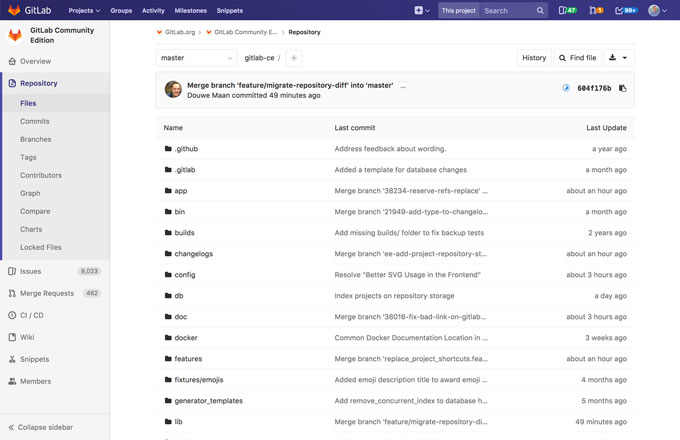 GitLab Projects Groups Activity Milestones Snippets This project Search 47 1 99+
GitLab Community Edition
Overview
Repository
Files
Commits
Branches
Tags
Contributors
Graph
Compare
Charts
Locked Files
Issues 9,023
Merge Requests 462
CI / CD
Wiki
Snippets
Members
Collapse sidebar
GitLab.org > GitLab Community E... > Repository
master gitlab-ce / + History Find file
Merge branch 'feature/migrate-repository-diff' into 'master' ...
Douwe Maan committed 49 minutes ago
604f176b
Name Last commit Last Update
.github Address feedback about wording. a year ago
.gitlab Added a template for database changes a month ago
app Merge branch '38234-reserve-refs-replace' ... about an hour ago
bin Merge branch '21949-add-type-to-changelo... a month ago
builds Add missing builds/ folder to fix backup tests 2 years ago
changelogs Merge branch 'ee-add-project-repository-st... about an hour ago
config Resolve "Better SVG Usage in the Frontend" about 3 hours ago
db Index projects on repository storage a day ago
doc Merge branch '38016-fix-bad-link-on-gitlab... about 3 hours ago
docker Common Docker Documentation Location in ... 3 weeks ago
features Merge branch 'replace_project_shortcuts.fea... about an hour ago
fixtures/emojis Added emoji description title to award emoji ... 4 months ago
generator_templates Add remove_concurrent_index to database h... 5 months ago
lib Merge branch 'feature/migrate-repository-di... 49 minutes ago